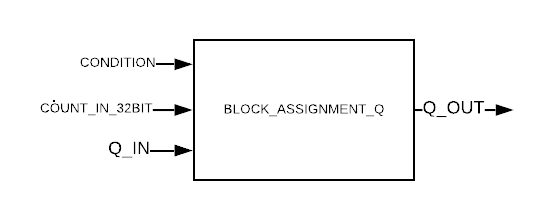 CONDITION
COUNT_IN_32BIT
BLOCK_ASSIGNMENT_Q
Q_OUT
Q_IN